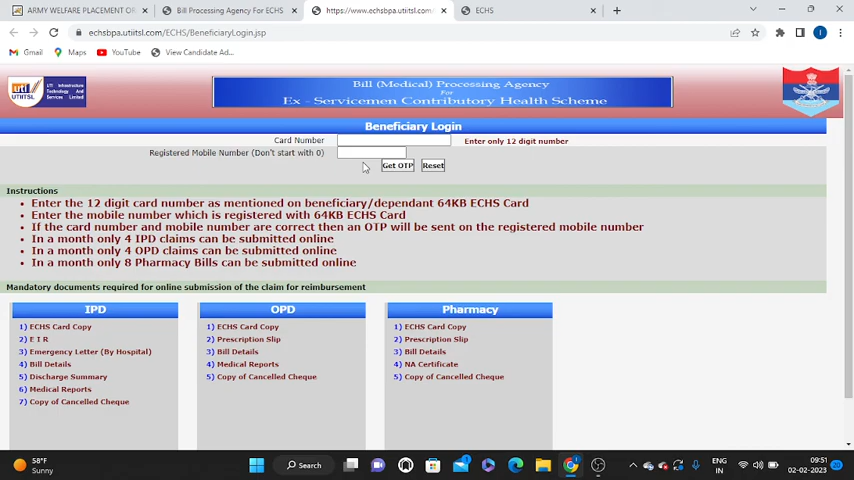 ARMY WELFARE PLACEMENT OR
Bill Processing Agency For ECHS
https://www.echsbpa.utiitsl.com/
ECHS
echsbpa.utiitsl.com/ECHS/BeneficiaryLogin.jsp
Gmail
Maps
YouTube
View Dynamic Case Ad...
UTI Infrastructure
Technology And
Services Limited
UTIITSL
Bill (Medical) Processing Agency
For
Ex - Servicemen Contributory Health Scheme
Beneficiary Login
Card Number
Enter only 12 digit number
Registered Mobile Number (Don't start with 0)
Get OTP
Reset
Instructions
• Enter the 12 digit card number as mentioned on beneficiary/dependant 64KB ECHS Card
• Enter the mobile number which is registered with 64KB ECHS Card
• If the card number and mobile number are correct then an OTP will be sent on the registered mobile number
• In a month only 4 IPD claims can be submitted online
• In a month only 4 OPD claims can be submitted online
• In a month only 8 Pharmacy Bills can be submitted online
Mandatory documents required for online submission of the claim for reimbursement
IPD
1) ECHS Card Copy
2) E I R
3) Emergency Letter (By Hospital)
4) Bill Details
5) Discharge Summary
6) Medical Reports
7) Copy of Cancelled Cheque
OPD
1) ECHS Card Copy
2) Prescription Slip
3) Bill Details
4) Medical Reports
5) Copy of Cancelled Cheque
Pharmacy
1) ECHS Card Copy
2) Prescription Slip
3) Bill Details
4) NA Certificate
5) Copy of Cancelled Cheque
58°F
Sunny
Search
ENG
IN
09:51
02-02-2023